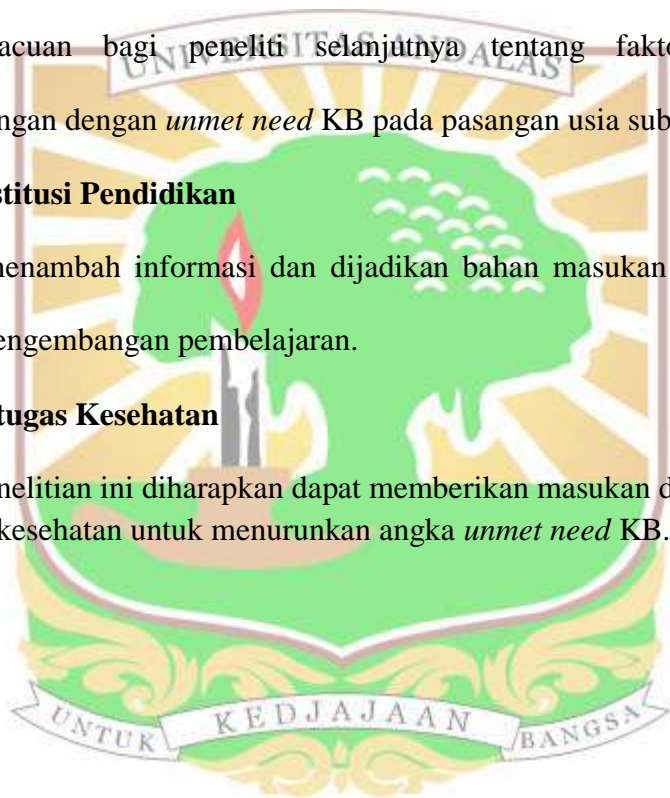 acuan bagi peneliti selanjutnya tentang fakto
UNIVERSITAS ANDALAS
ngan dengan unmet need KB pada pasangan usia sub
stitusi Pendidikan
menambah informasi dan dijadikan bahan masukan
engembangan pembelajaran.
tugas Kesehatan
nelitian ini diharapkan dapat memberikan masukan d
kesehatan untuk menurunkan angka unmet need KB.
UNTUK KEDJAJAAN BANGSA